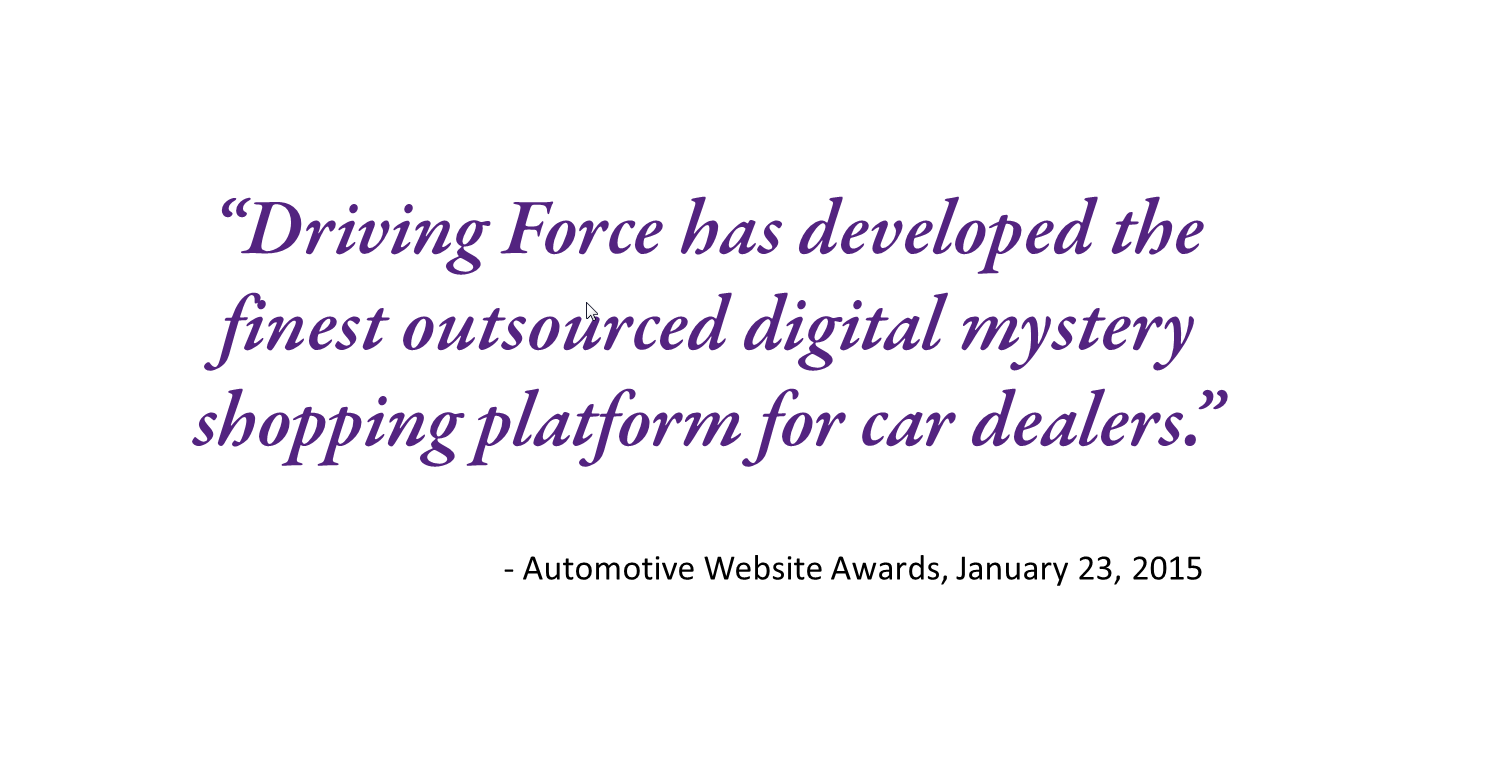 “Driving Force has developed the
finest outsourced digital mystery
shopping platform for car dealers.”
- Automotive Website Awards, January 23, 2015